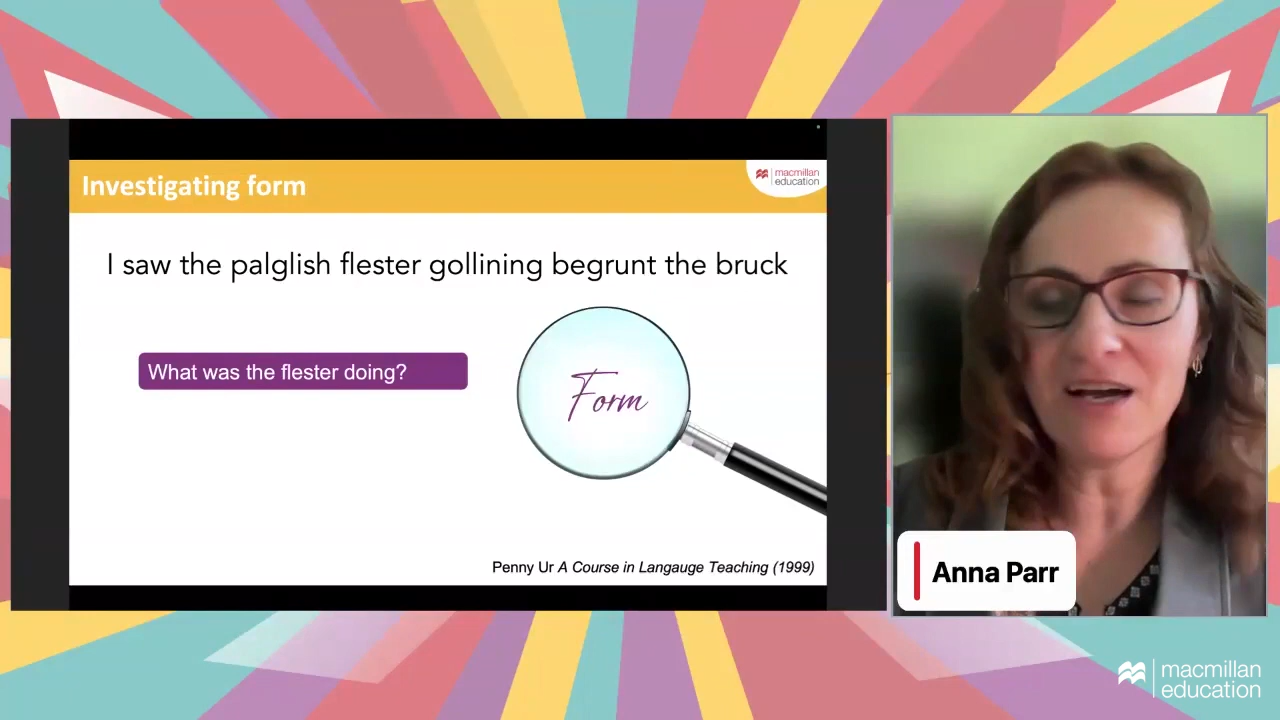 Investigating form
macmillan
education
I saw the palglish flester gollining begrunt the bruck
What was the flester doing?
Form
Penny Ur A Course in Langauge Teaching (1999)
Anna Parr
macmillan
education